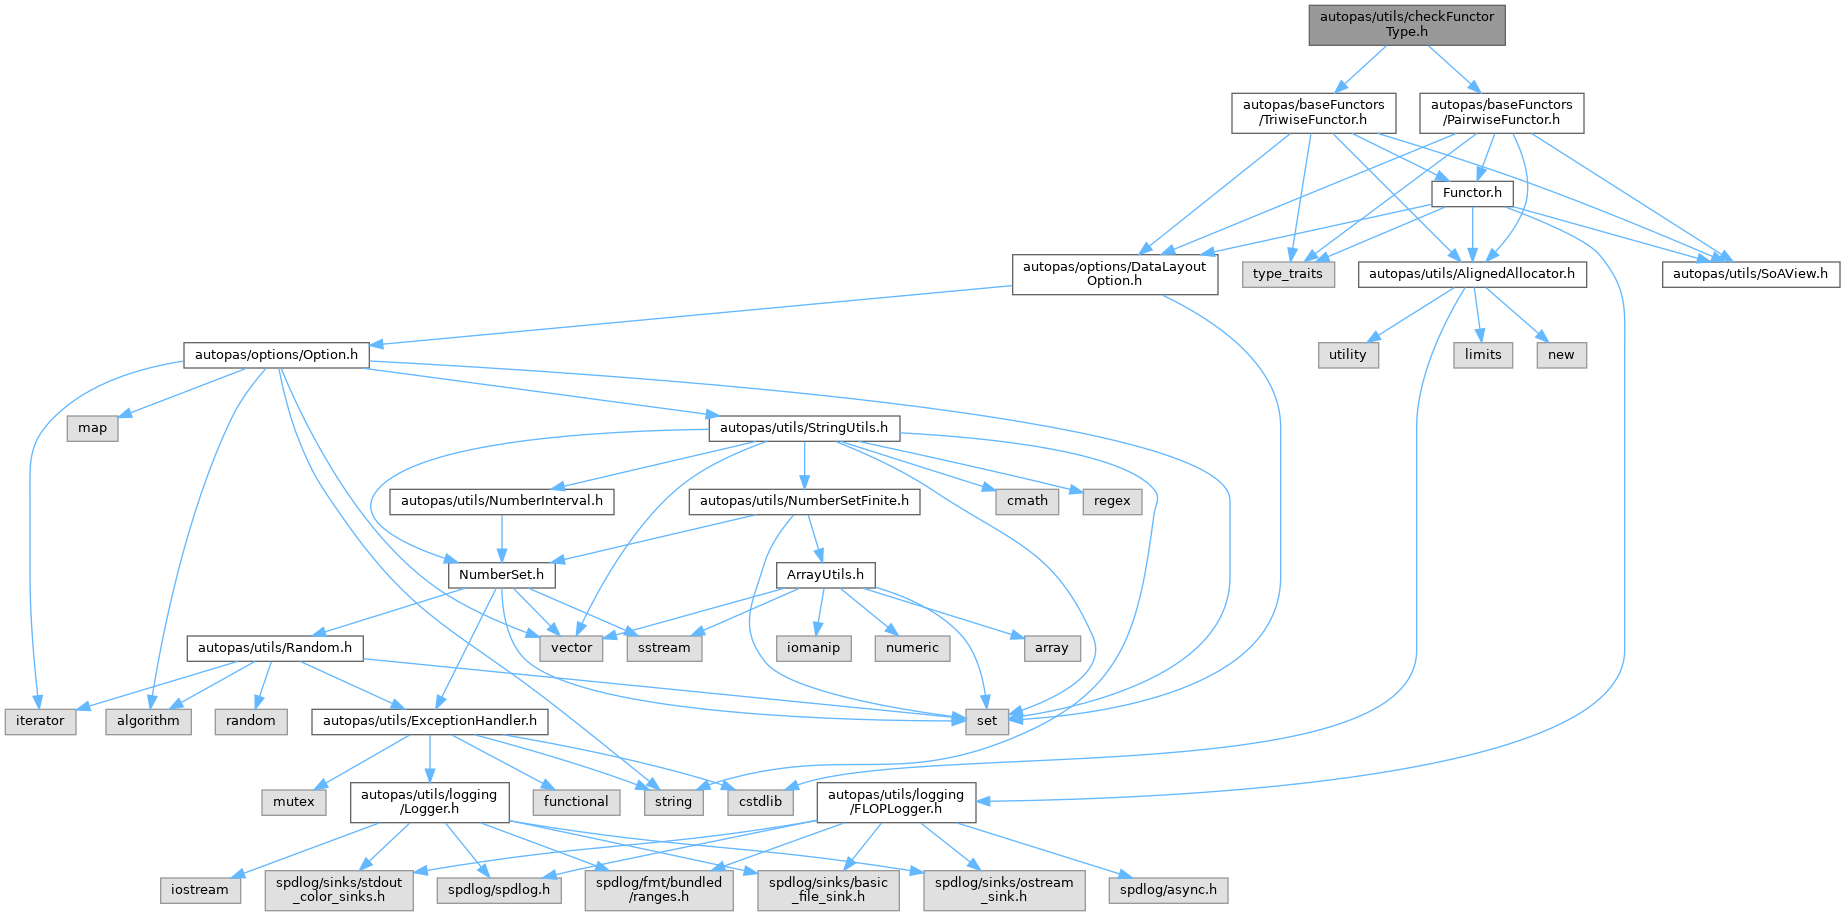 autopas/utils/checkFunctor
Type.h
autopas/baseFunctors
/TriwiseFunctor.h
autopas/baseFunctors
/PairwiseFunctor.h
Functor.h
autopas/options/DataLayout
Option.h
type_traits
autopas/utils/AlignedAllocator.h
autopas/utils/SoAView.h
autopas/options/Option.h
utility
limits
new
map
autopas/utils/StringUtils.h
autopas/utils/NumberInterval.h
autopas/utils/NumberSetFinite.h
cmath
regex
NumberSet.h
ArrayUtils.h
autopas/utils/Random.h
vector
sstream
iomanip
numeric
array
iterator
algorithm
random
autopas/utils/ExceptionHandler.h
set
mutex
autopas/utils/logging
/Logger.h
functional
string
cstdlib
autopas/utils/logging
/FLOPLogger.h
iostream
spdlog/sinks/stdout
_color_sinks.h
spdlog/spdlog.h
spdlog/fmt/bundled
/ranges.h
spdlog/sinks/basic
_file_sink.h
spdlog/sinks/ostream
_sink.h
spdlog/async.h